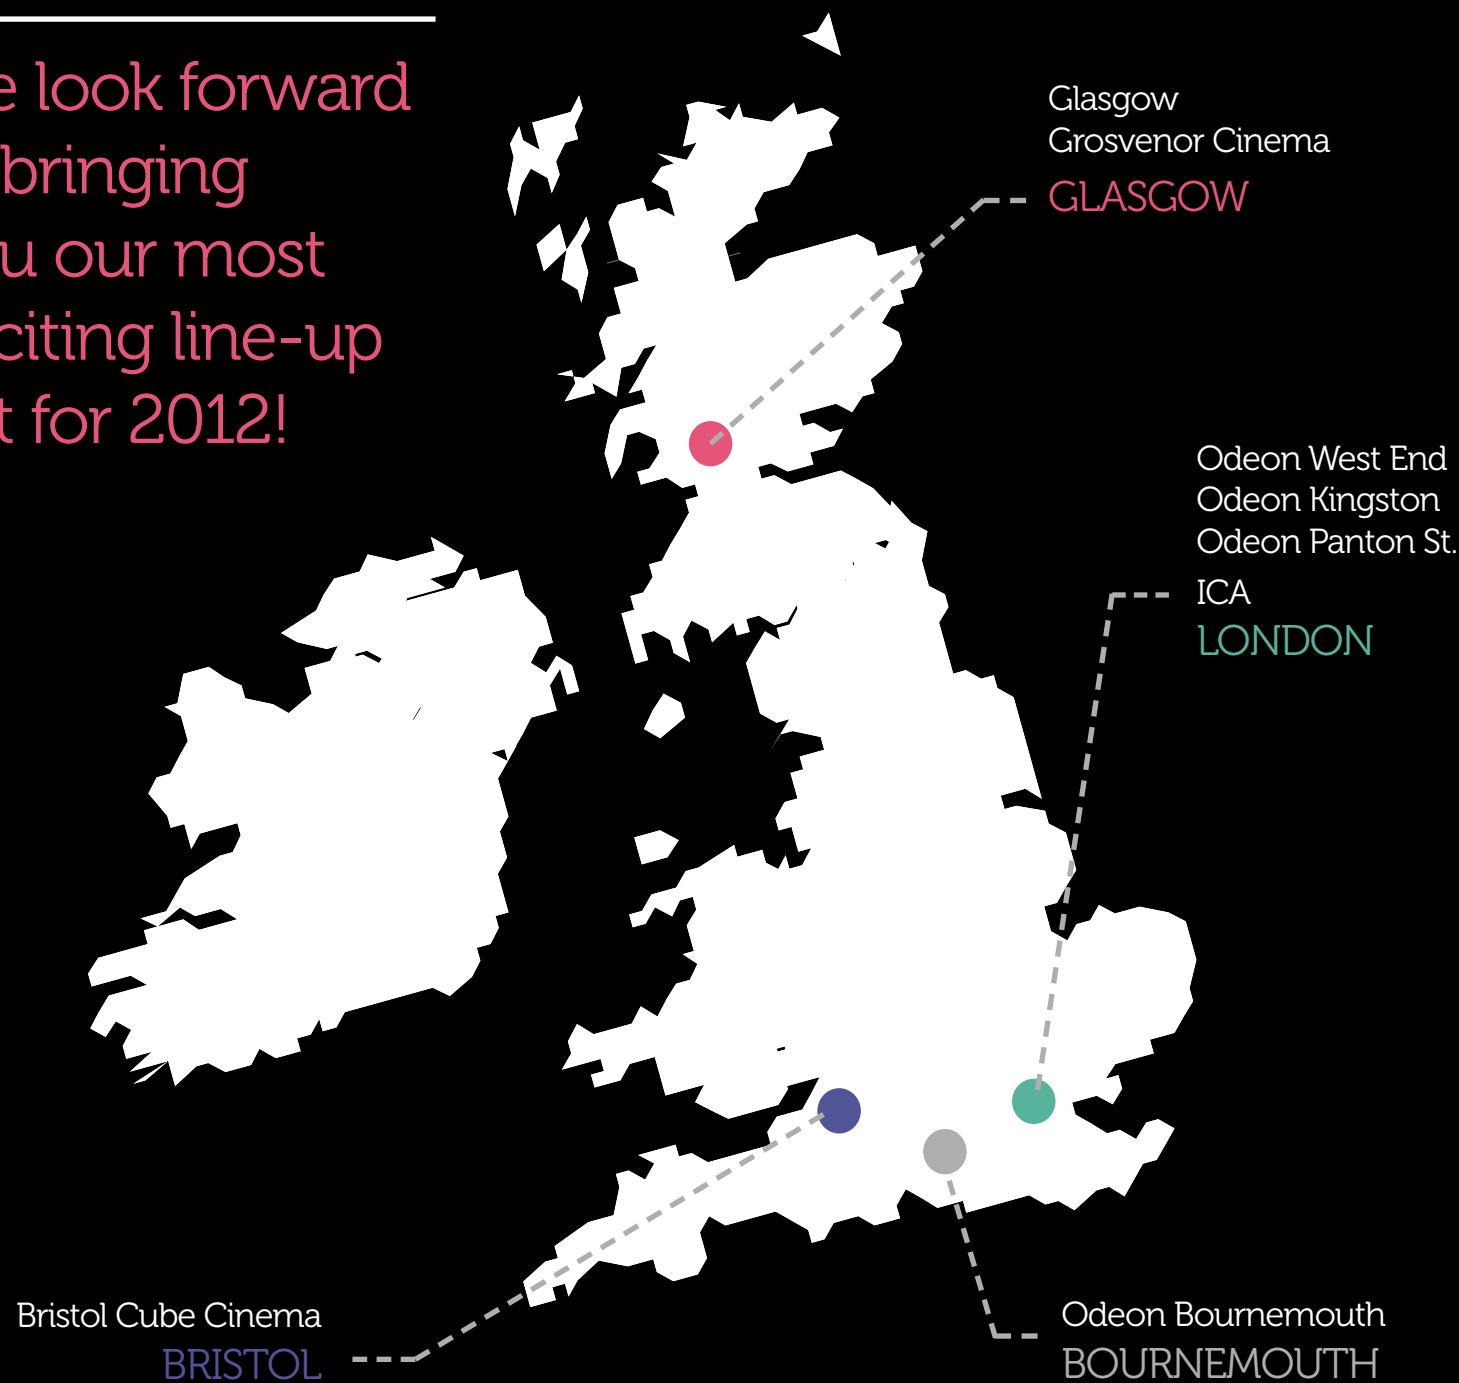 e look forward
bringing
u our most
citing line-up
t for 2012!
Glasgow
Grosvenor Cinema
GLASGOW
Odeon West End
Odeon Kingston
Odeon Panton St.
ICA
LONDON
Bristol Cube Cinema
BRISTOL
Odeon Bournemouth
BOURNEMOUTH